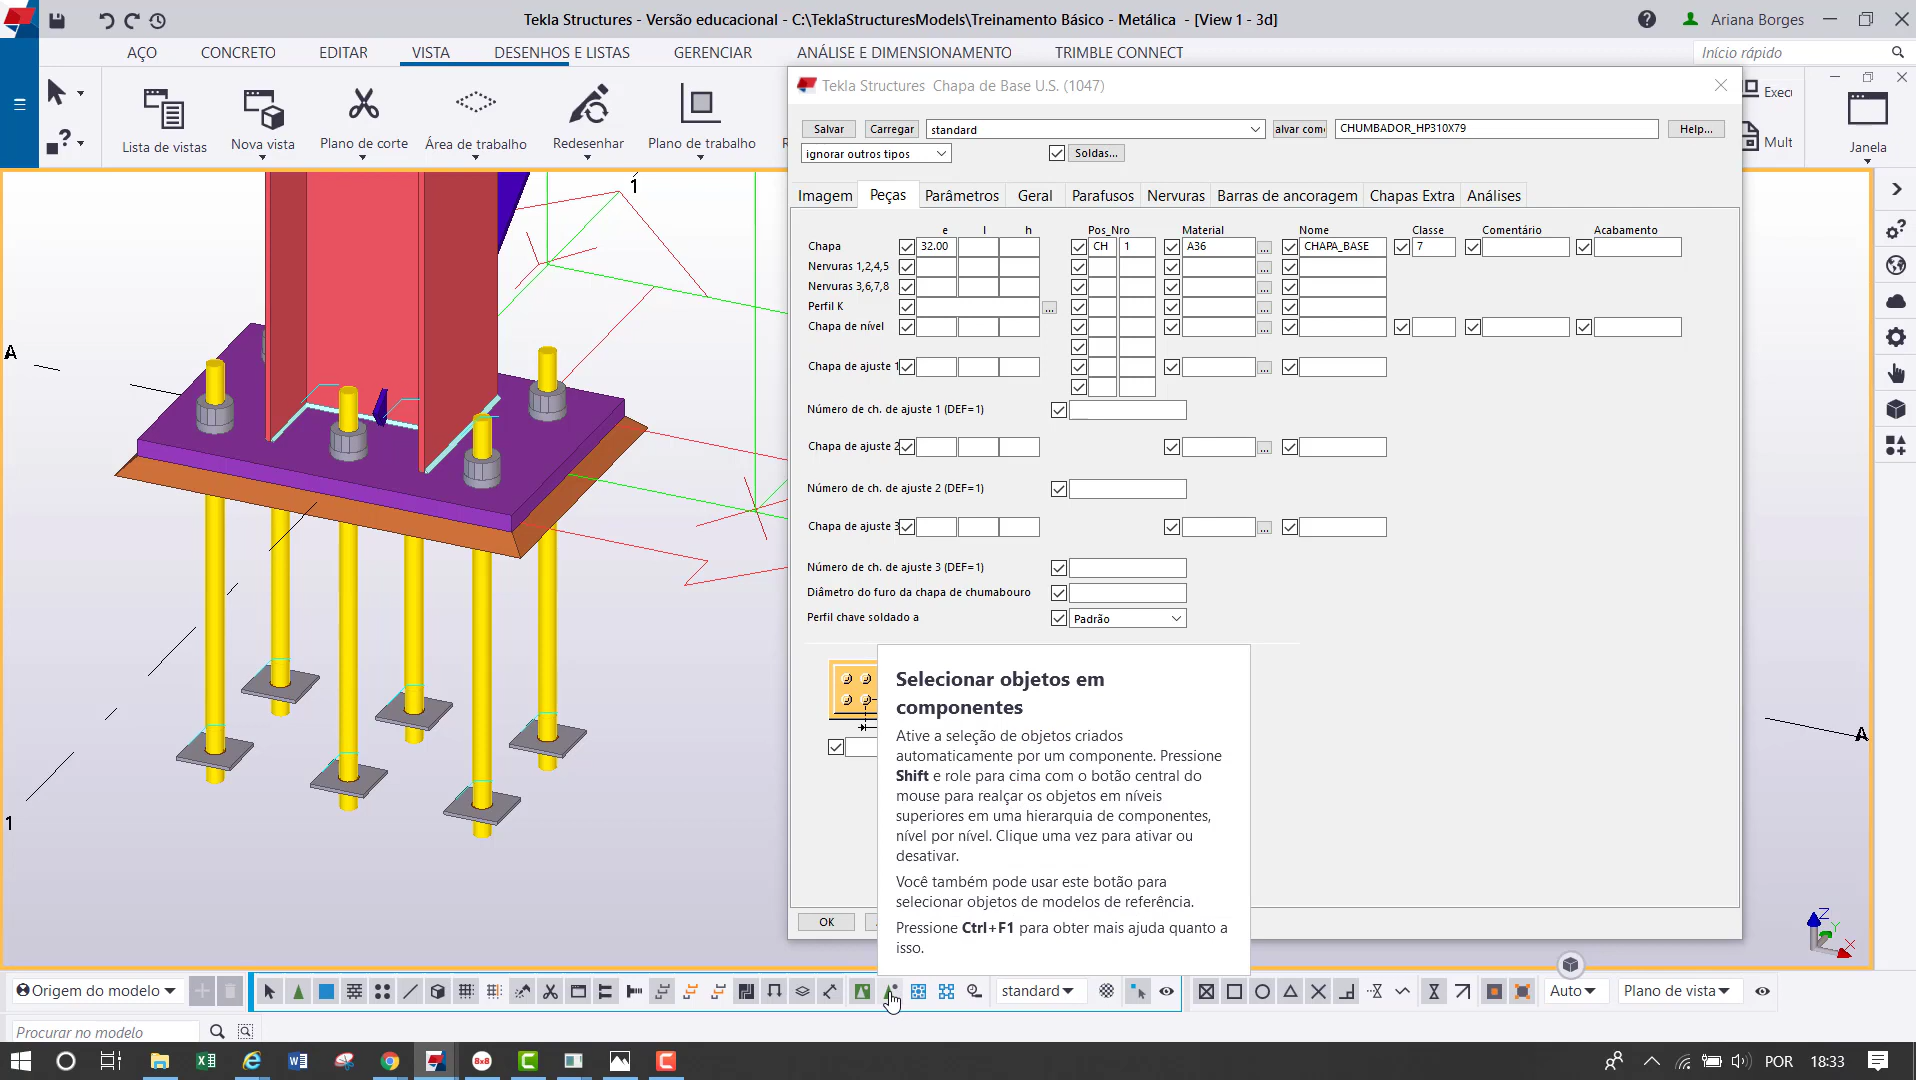 Tekla Structures - Versão educacional - C:\TeklaStructuresModels\Treinamento Básico - Metálica - [View 1 - 3d]
Ariana Borges
AÇO CONCRETO EDITAR VISTA DESENHOS E LISTAS GERENCIAR ANÁLISE E DIMENSIONAMENTO TRIMBLE CONNECT
Início rápido
Lista de vistas
Nova vista
Plano de corte
Área de trabalho
Redesenhar
Plano de trabalho
Execu
Mult
Janela
Tekla Structures Chapa de Base U.S. (1047)
Salvar Carregar standard alvar com CHUMBADOR_HP310X79 Help...
ignorar outros tipos Soldas...
Imagem Peças Parâmetros Geral Parafusos Nervuras Barras de ancoragem Chapas Extra Análises
e l h Pos_Nro Material Nome Classe Comentário Acabamento
Chapa 32.00 CH 1 A36 ... CHAPA_BASE 7
Nervuras 1,2,4,5 ...
Nervuras 3,6,7,8 ...
Perfil K ... ...
Chapa de nível ...
Chapa de ajuste 1 ...
Número de ch. de ajuste 1 (DEF=1)
Chapa de ajuste 2 ...
Número de ch. de ajuste 2 (DEF=1)
Chapa de ajuste 3 ...
Número de ch. de ajuste 3 (DEF=1)
Diâmetro do furo da chapa de chumabouro
Perfil chave soldado a Padrão
OK
Selecionar objetos em
componentes
Ative a seleção de objetos criados
automaticamente por um componente. Pressione
Shift e role para cima com o botão central do
mouse para realçar os objetos em níveis
superiores em uma hierarquia de componentes,
nível por nível. Clique uma vez para ativar ou
desativar.
Você também pode usar este botão para
selecionar objetos de modelos de referência.
Pressione Ctrl+F1 para obter mais ajuda quanto a
isso.
1
A
A
1
Z
Y
X
Origem do modelo
standard
Auto
Plano de vista
Procurar no modelo
8x8
POR 18:33